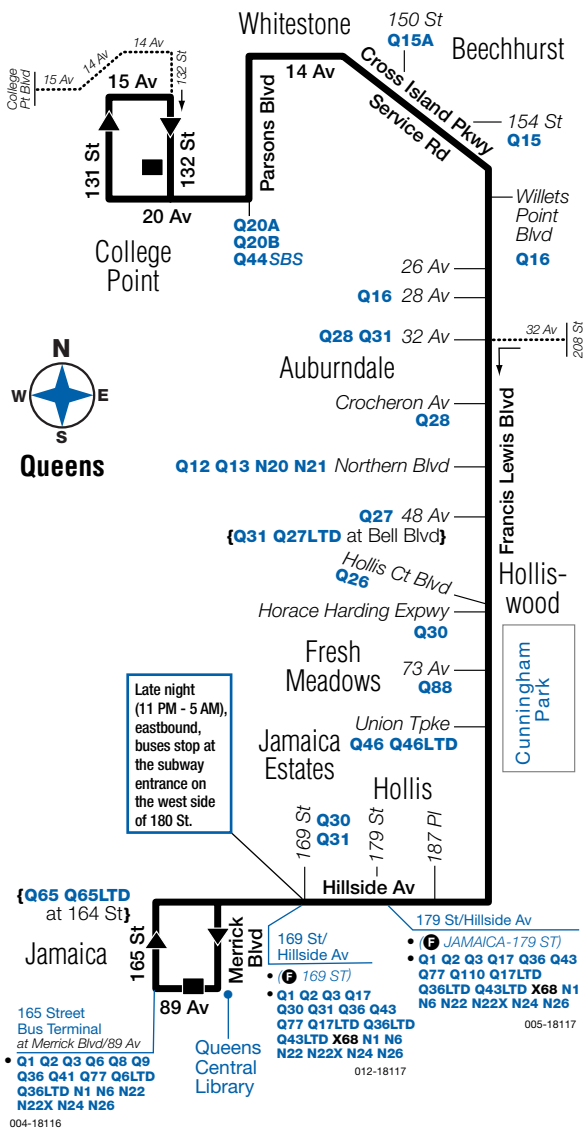 Whitestone
150 St
Q15A
Beechhurst
14 Av
14 Av
15 Av
College
Pt Blvd
132 St
15 Av
14 Av
Cross Island Pkwy
Service Rd
154 St
Q15
Parsons Blvd
131 St
132 St
20 Av
Willets
Point
Blvd
Q16
Q20A
Q20B
Q44 SBS
College
Point
26 Av
Q16 28 Av
Q28 Q31 32 Av
32 Av
208 St
Auburndale
N
W
E
S
Queens
Crocheron Av
Q28
Francis Lewis Blvd
Q12 Q13 N20 N21 Northern Blvd
Q27 48 Av
{Q31 Q27LTD at Bell Blvd}
Hollis Ct Blvd
Q26
Hollis-
wood
Horace Harding Expwy
Q30
Fresh
Meadows
73 Av
Q88
Cunningham
Park
Late night
(11 PM - 5 AM),
eastbound,
buses stop at
the subway
entrance on
the west side
of 180 St.
Union Tpke
Q46 Q46LTD
Jamaica
Estates
Hollis
169 St
Q30
Q31
179 St
187 Pl
Hillside Av
{Q65 Q65LTD
at 164 St}
Jamaica
165 St
Merrick
Blvd
89 Av
169 St/
Hillside Av
• (F 169 ST)
• Q1 Q2 Q3 Q17
Q30 Q31 Q36 Q43
Q77 Q17LTD Q36LTD
Q43LTD X68 N1 N6
N22 N22X N24 N26
012-18117
179 St/Hillside Av
• (F JAMAICA-179 ST)
• Q1 Q2 Q3 Q17 Q36 Q43
Q77 Q110 Q17LTD
Q36LTD Q43LTD X68 N1
N6 N22 N22X N24 N26
005-18117
165 Street
Bus Terminal
at Merrick Blvd/89 Av
• Q1 Q2 Q3 Q6 Q8 Q9
Q36 Q41 Q77 Q6LTD
Q36LTD N1 N6 N22
N22X N24 N26
004-18116
Queens
Central
Library